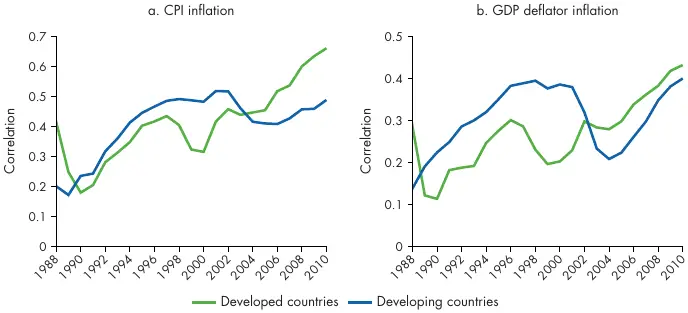 a. CPI inflation
b. GDP deflator inflation
Correlation
0.7
0.6
0.5
0.4
0.3
0.2
0.1
0
1988 1990 1992 1994 1996 1998 2000 2002 2004 2006 2008 2010
Correlation
0.5
0.4
0.3
0.2
0.1
0
1988 1990 1992 1994 1996 1998 2000 2002 2004 2006 2008 2010
Developed countries Developing countries